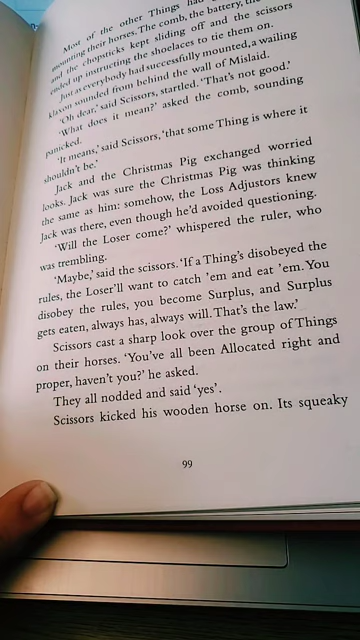 Most of the other Things had
mounting their horses. The comb, the battery, the
and the chopsticks kept sliding off and the scissors
ended up instructing the shoelaces to tie them on.
Just as everybody had successfully mounted, a wailing
klaxon sounded from behind the wall of Mislaid.
‘Oh dear,’ said Scissors, startled. ‘That’s not good.’
‘What does it mean?’ asked the comb, sounding
panicked.
‘It means,’ said Scissors, ‘that some Thing is where it
shouldn’t be.’
Jack and the Christmas Pig exchanged worried
looks. Jack was sure the Christmas Pig was thinking
the same as him: somehow, the Loss Adjustors knew
Jack was there, even though he’d avoided questioning.
‘Will the Loser come?’ whispered the ruler, who
was trembling.
‘Maybe,’ said the scissors. ‘If a Thing’s disobeyed the
rules, the Loser’ll want to catch ’em and eat ’em. You
disobey the rules, you become Surplus, and Surplus
gets eaten, always has, always will. That’s the law.’
Scissors cast a sharp look over the group of Things
on their horses. ‘You’ve all been Allocated right and
proper, haven’t you?’ he asked.
They all nodded and said ‘yes’.
Scissors kicked his wooden horse on. Its squeaky
99